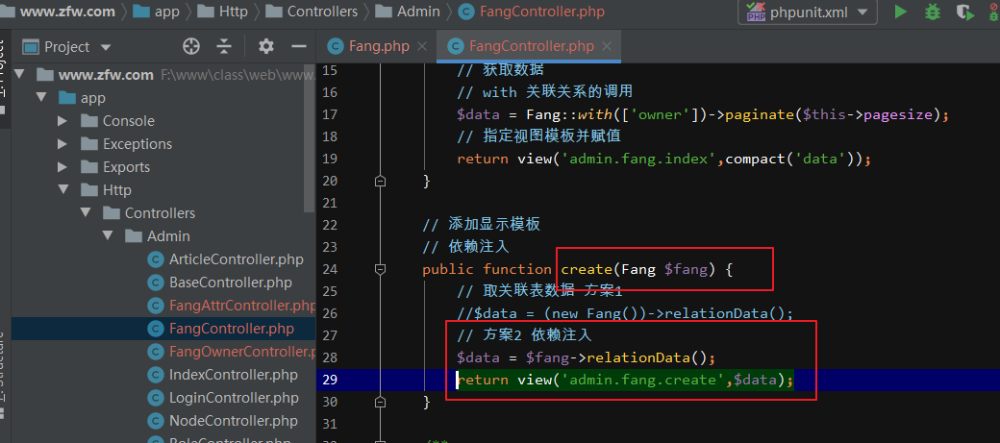 www.zfw.com app Http Controllers Admin FangController.php phpunit.xml
Project Fang.php FangController.php
www.zfw.com F:\www\class\web\www.
app
Console
Exceptions
Exports
Http
Controllers
Admin
ArticleController.php
BaseController.php
FangAttrController.php
FangController.php
FangOwnerController.p
IndexController.php
LoginController.php
NodeController.php
RoleController.php
15 // 获取数据
16 // with 关联关系的调用
17 $data = Fang::with(['owner'])->paginate($this->pagesize);
18 // 指定视图模板并赋值
19 return view('admin.fang.index',compact('data'));
20 }
21
22 // 添加显示模板
23 // 依赖注入
24 public function create(Fang $fang) {
25 // 取关联表数据 方案1
26 //$data = (new Fang())->relationData();
27 // 方案2 依赖注入
28 $data = $fang->relationData();
29 return view('admin.fang.create',$data);
30 }
31